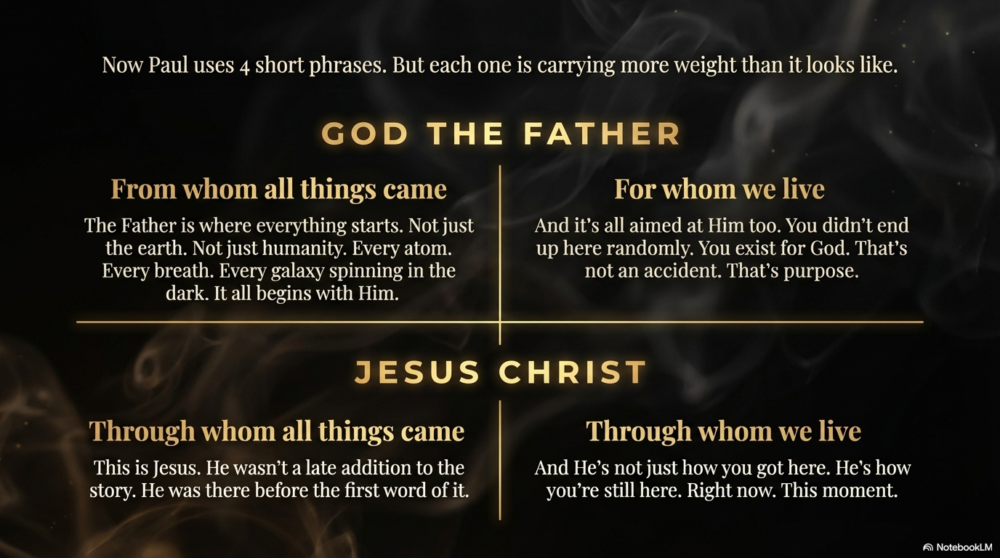 Now Paul uses 4 short phrases. But each one is carrying more weight than it looks like.
GOD THE FATHER
From whom all things came
The Father is where everything starts. Not just
the earth. Not just humanity. Every atom.
Every breath. Every galaxy spinning in the
dark. It all begins with Him.
For whom we live
And it's all aimed at Him too. You didn't end
up here randomly. You exist for God. That's
not an accident. That's purpose.
JESUS CHRIST
Through whom all things came
This is Jesus. He wasn't a late addition to the
story. He was there before the first word of it.
Through whom we live
And He's not just how you got here. He's how
you're still here. Right now. This moment.
NotebookLM